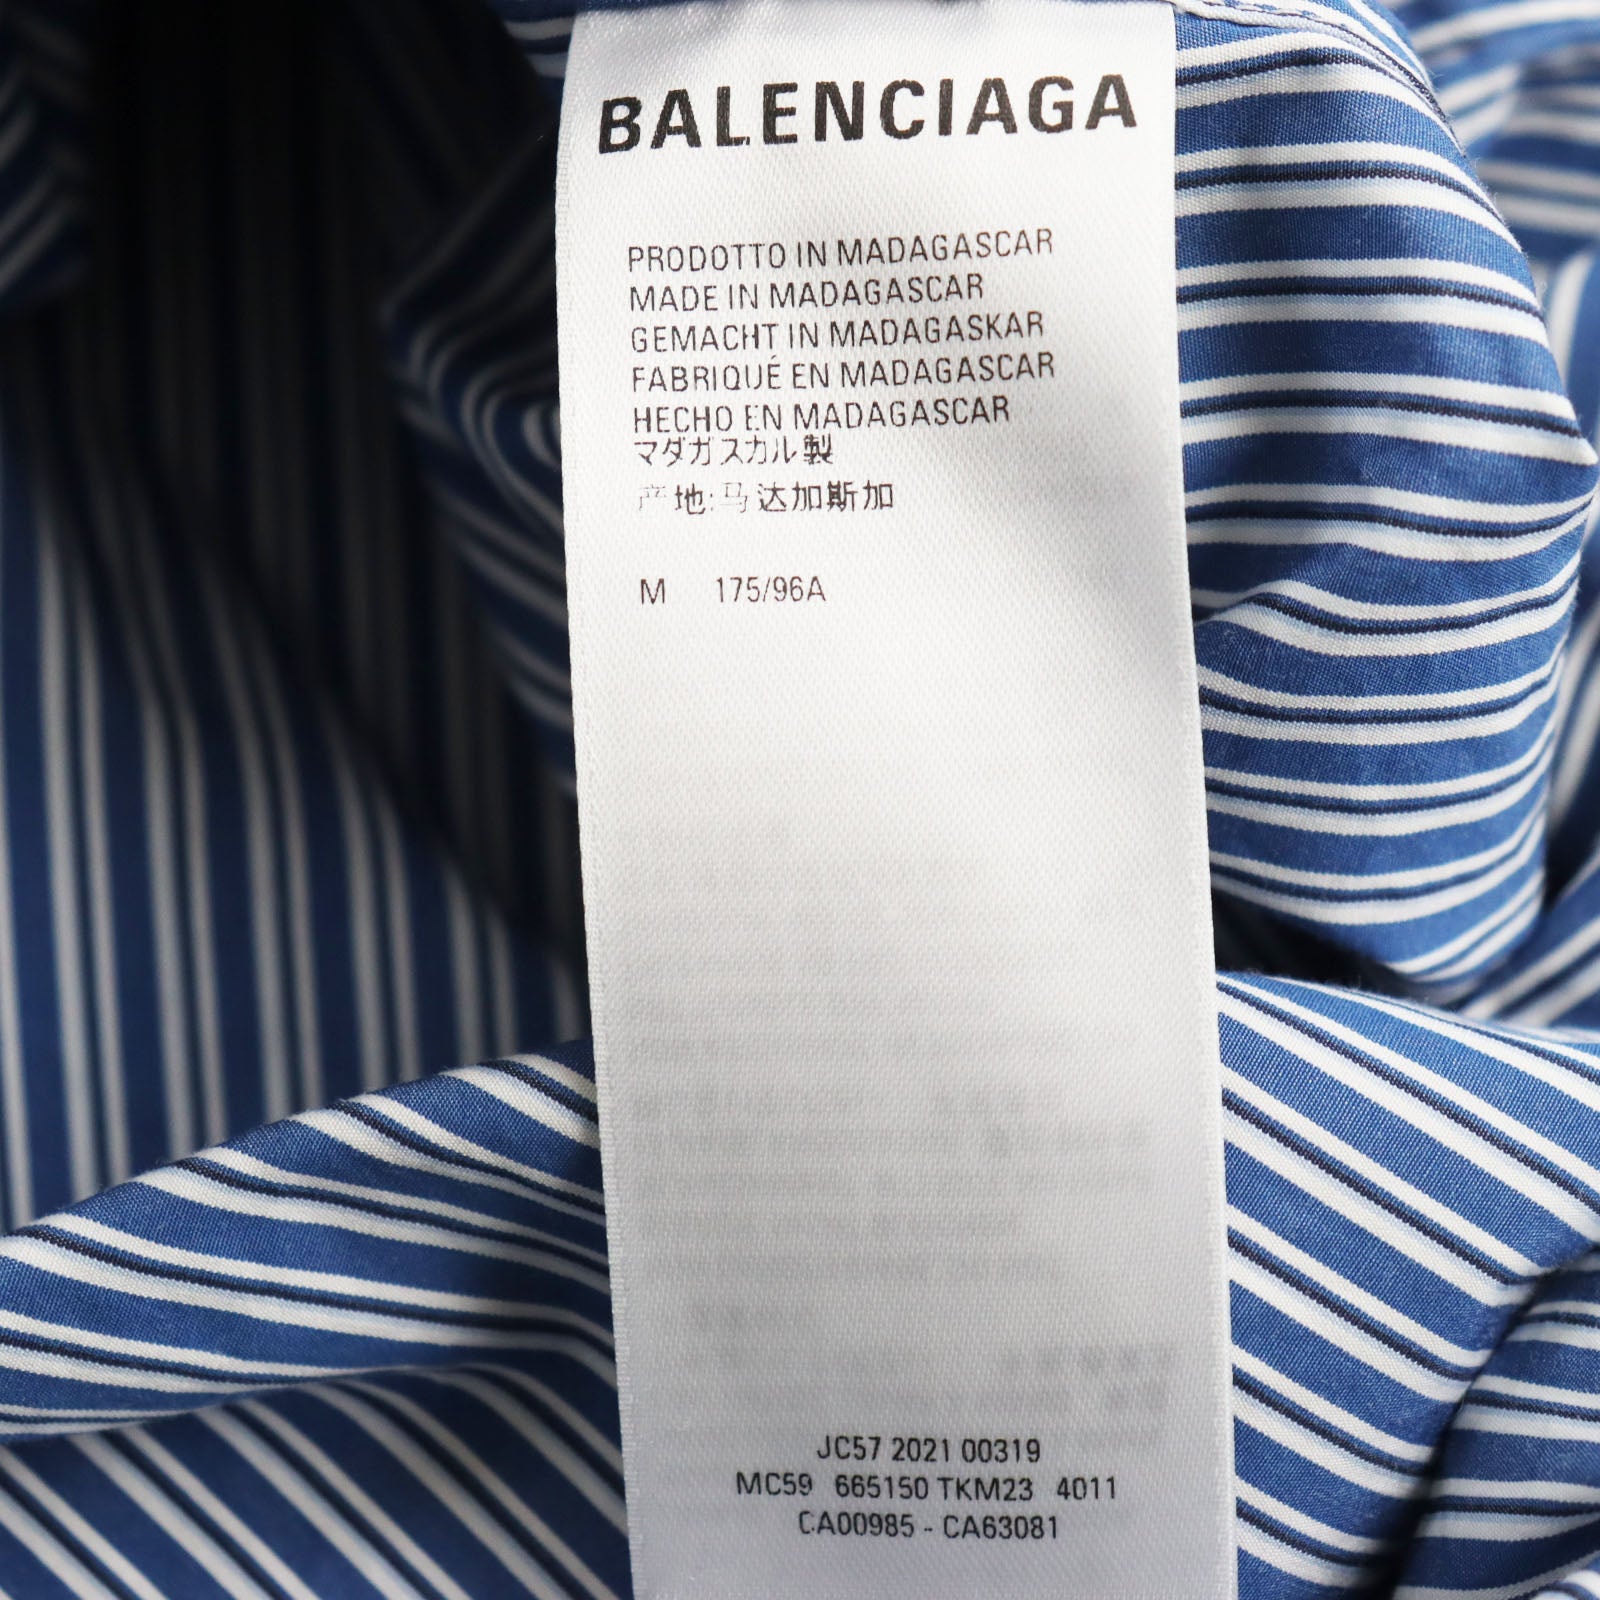 BALENCIAGA
PRODOTTO IN MADAGASCAR
MADE IN MADAGASCAR
GEMACHT IN MADAGASKAR
FABRIQUÉ EN MADAGASCAR
HECHO EN MADAGASCAR
マダガスカル製
产地:马达加斯加
M 175/96A
JC57 2021 00319
MC59 665150 TKM23 4011
CA00985 - CA63081